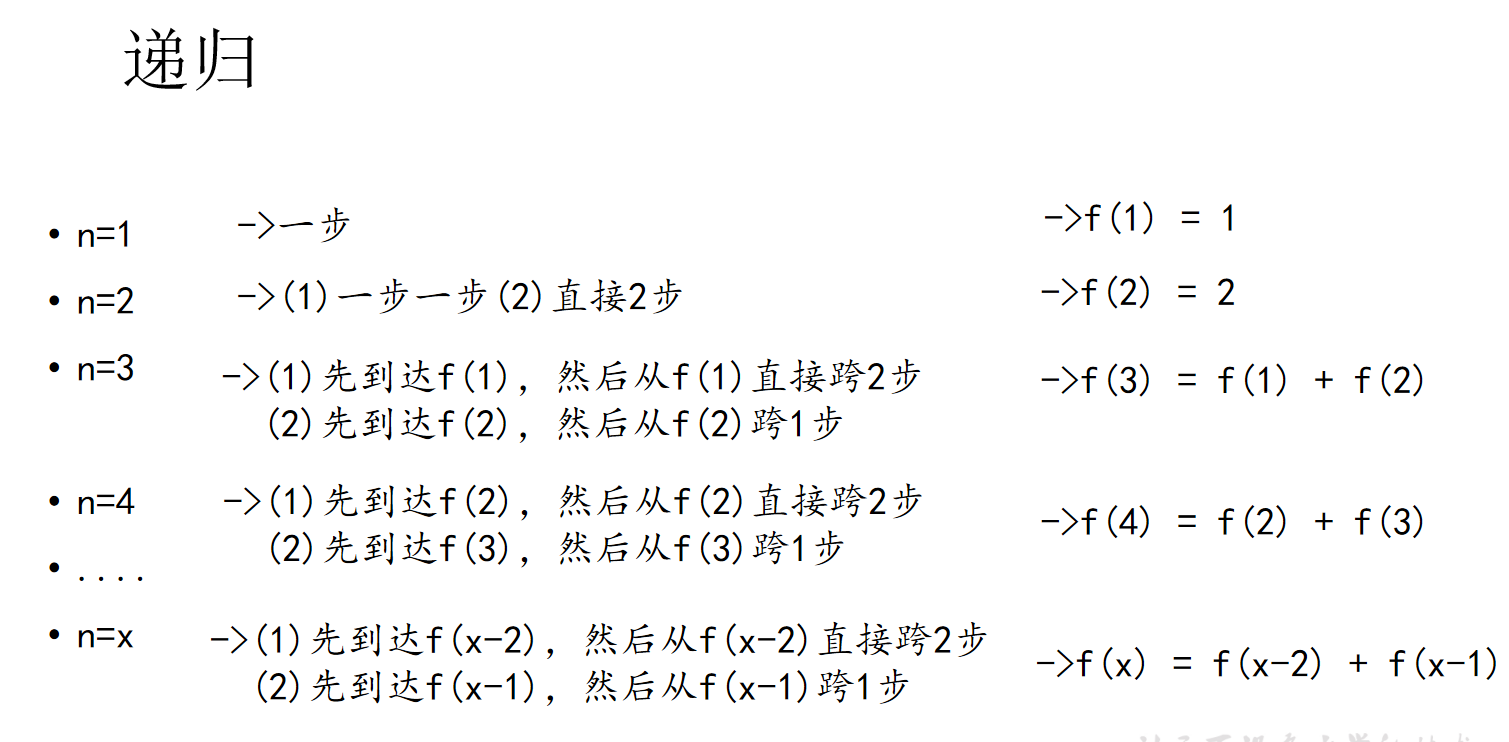 递归
• n=1 ->一步 ->f(1) = 1
• n=2 ->(1)一步一步(2)直接2步 ->f(2) = 2
• n=3 ->(1)先到达f(1), 然后从f(1)直接跨2步 ->f(3) = f(1) + f(2)
(2)先到达f(2), 然后从f(2)跨1步
• n=4 ->(1)先到达f(2), 然后从f(2)直接跨2步 ->f(4) = f(2) + f(3)
(2)先到达f(3), 然后从f(3)跨1步
• ....
• n=x ->(1)先到达f(x-2), 然后从f(x-2)直接跨2步 ->f(x) = f(x-2) + f(x-1)
(2)先到达f(x-1), 然后从f(x-1)跨1步